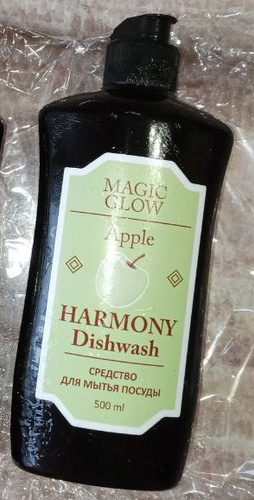 MAGIC
GLOW
Apple
HARMONY
Dishwash
СРЕДСТВО
ДЛЯ МЫТЬЯ ПОСУДЫ
500 ml